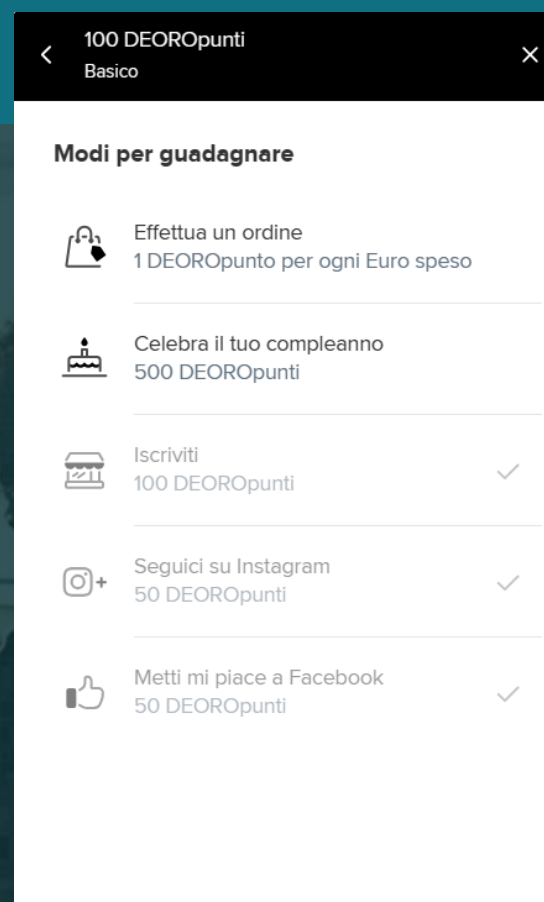 100 DEOROpunti
Basico
Modi per guadagnare
Effettua un ordine
1 DEOROpunto per ogni Euro speso
Celebra il tuo compleanno
500 DEOROpunti
Iscriviti
100 DEOROpunti
Seguici su Instagram
50 DEOROpunti
Metti mi piace a Facebook
50 DEOROpunti